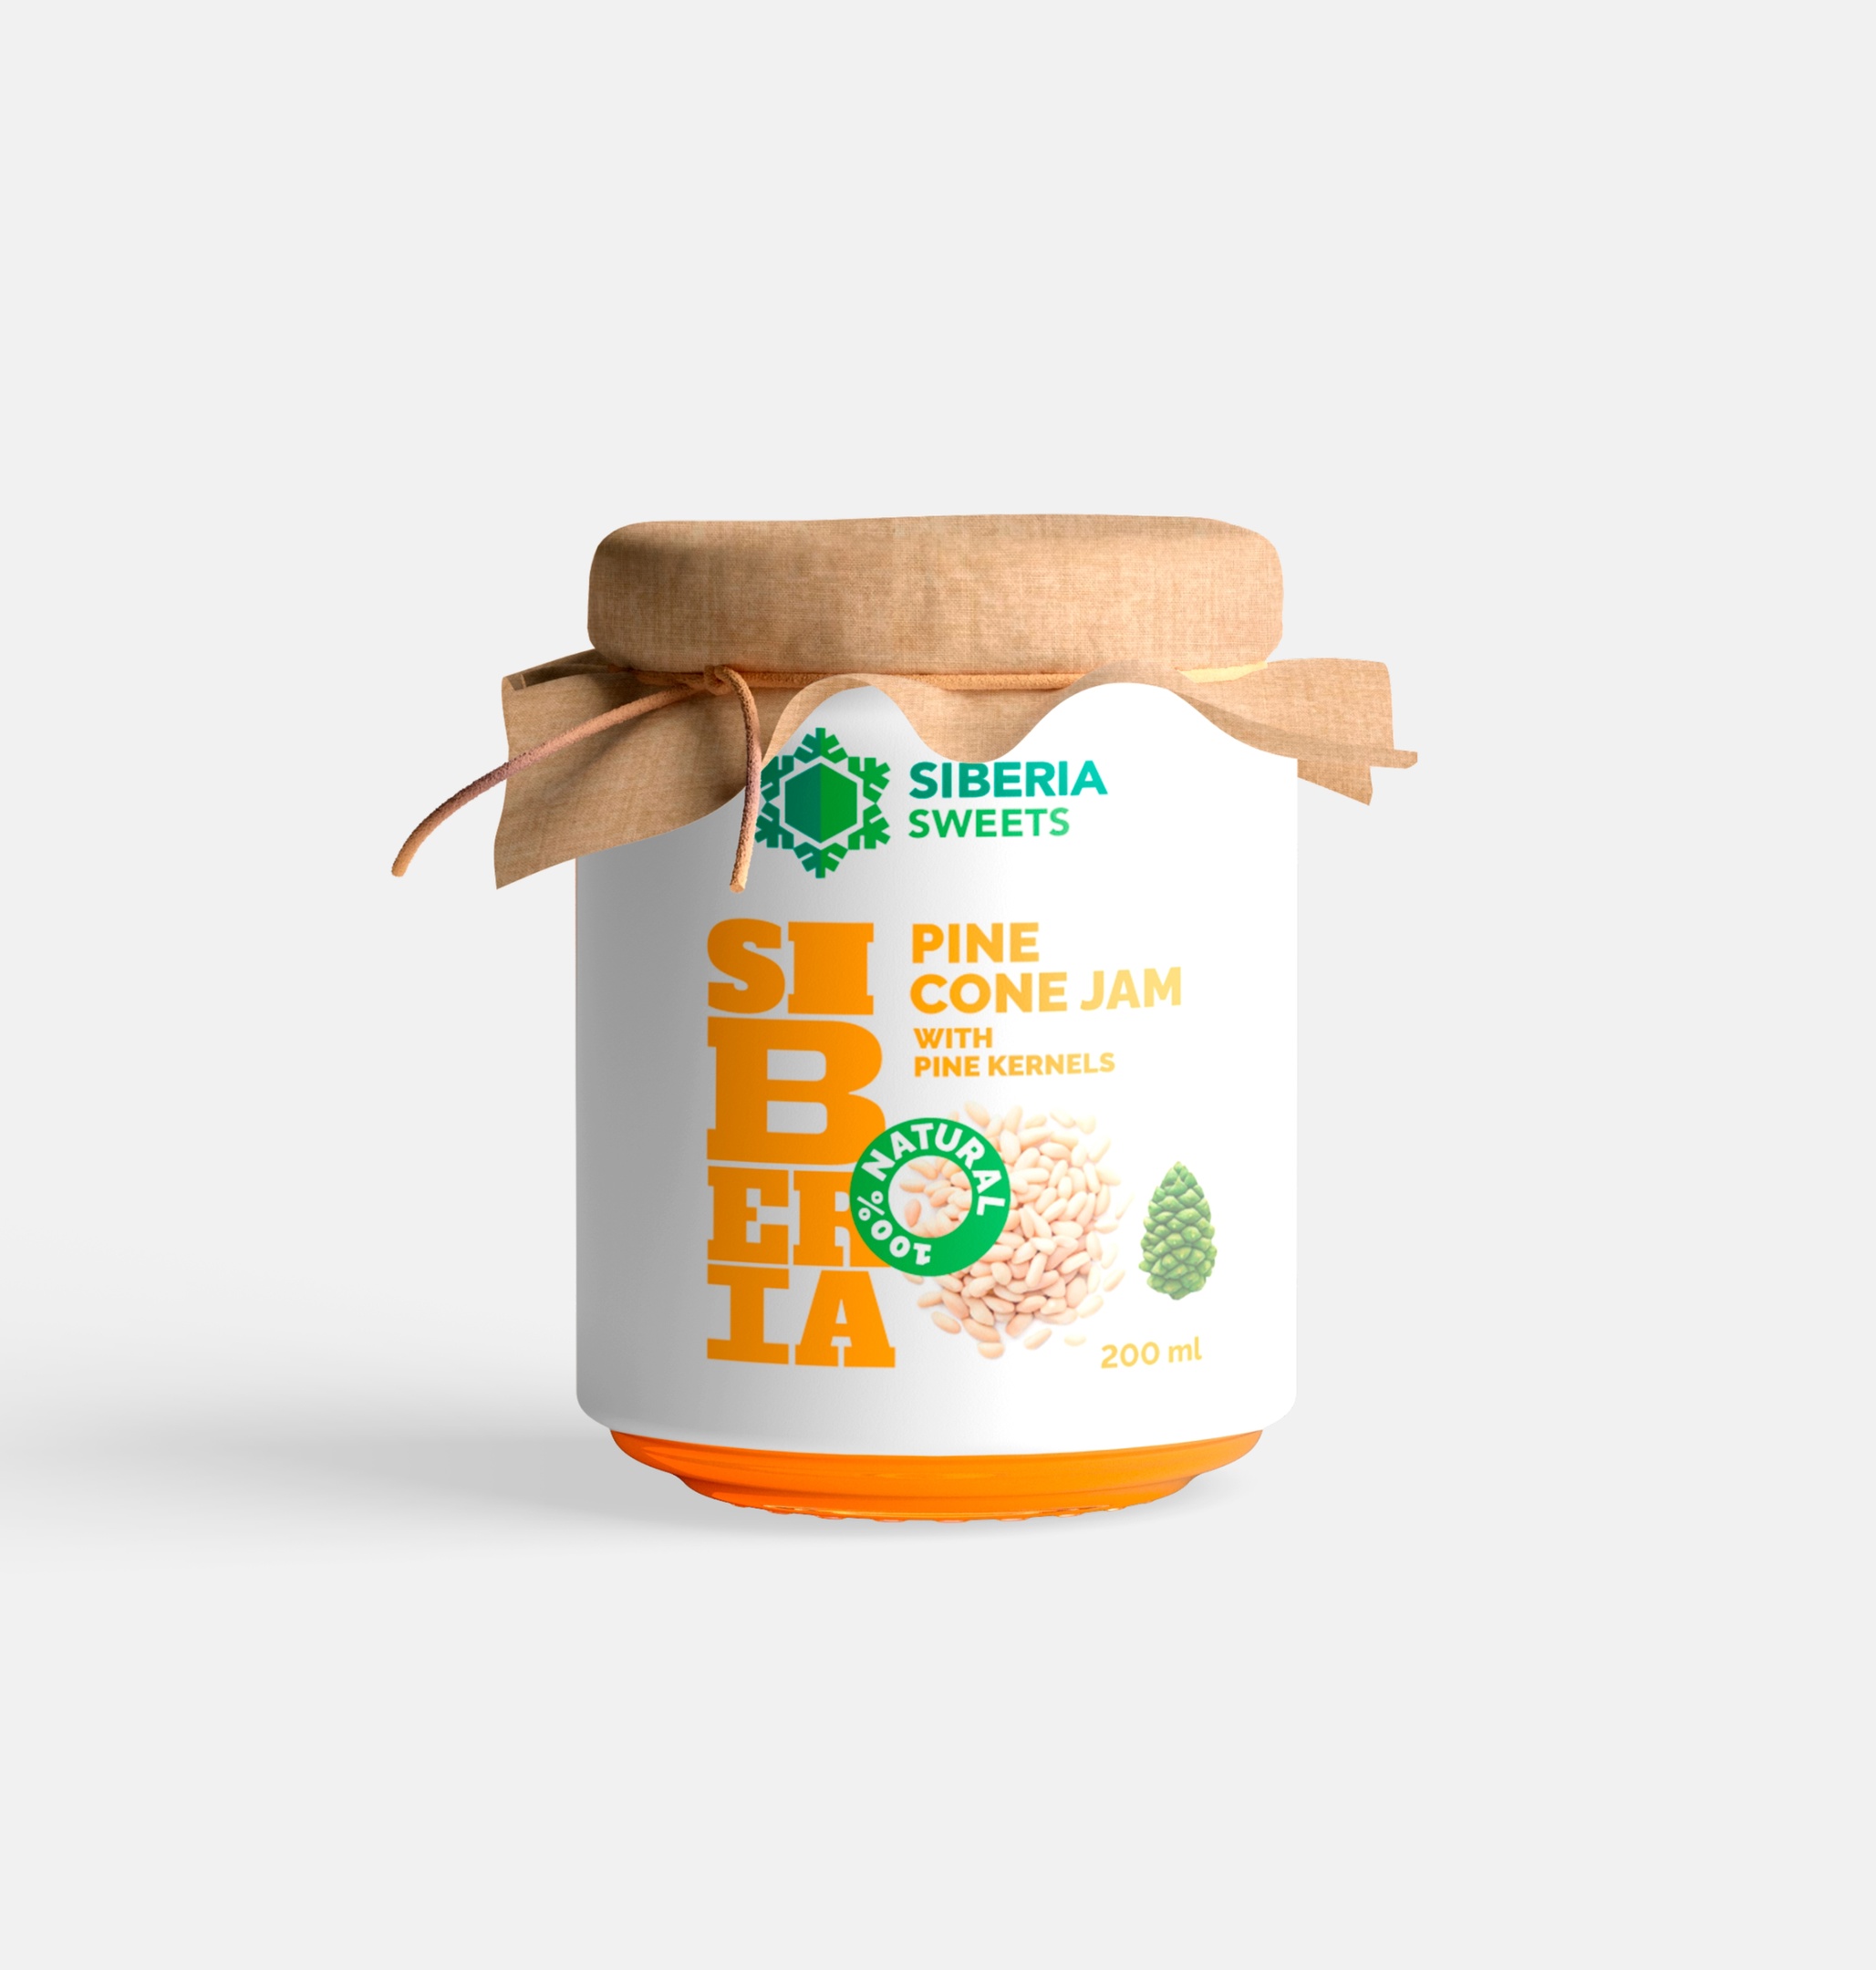 SIBERIA
SWEETS
SI
B
ER
IA
PINE
CONE JAM
WITH
PINE KERNELS
100% NATURAL
200 ml